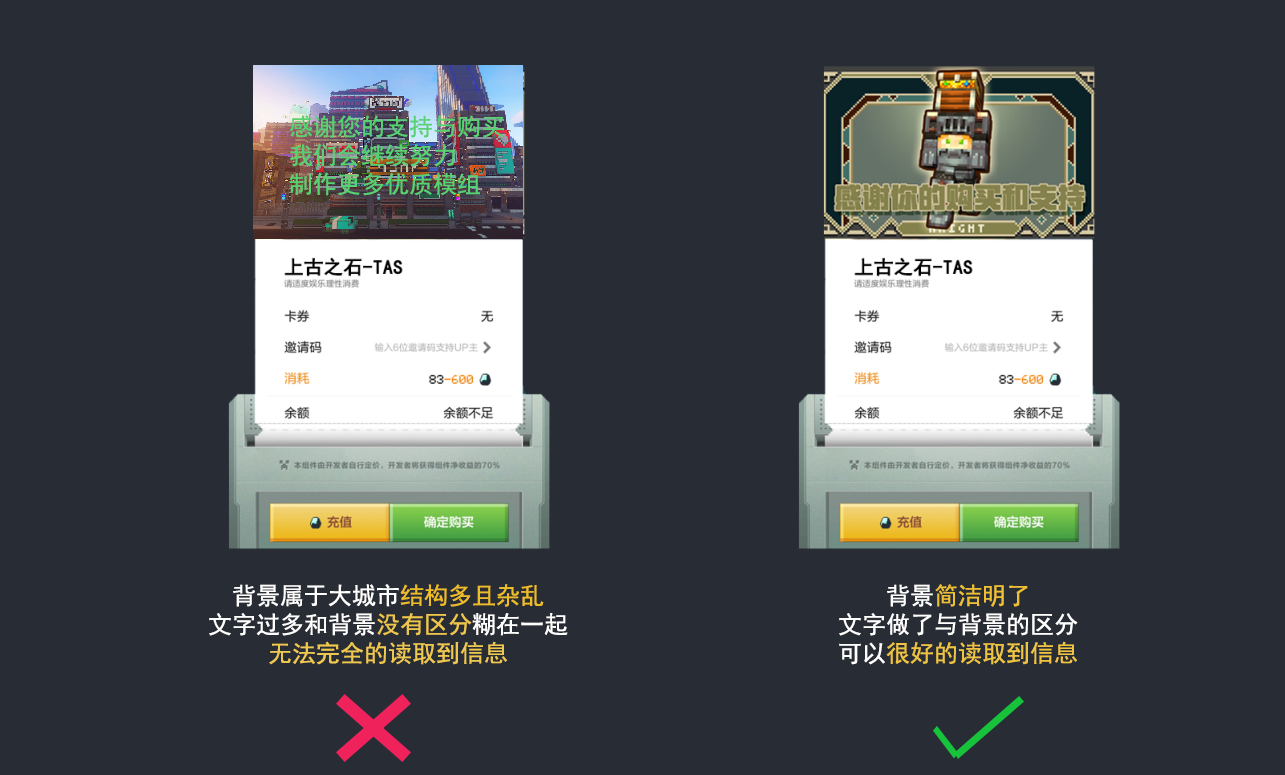 感谢您的支持与购买
我们会继续努力
制作更多优质模组
上古之石-TAS
请适度娱乐理性消费
卡券 无
邀请码 输入6位邀请码支持UP主
消耗 83-600
余额 余额不足
本组件由开发者自行定价，开发者将获得组件净收益的70%
充值 确定购买
背景属于大城市结构多且杂乱
文字过多和背景没有区分糊在一起
无法完全的读取到信息
感谢你的购买和支持
上古之石-TAS
请适度娱乐理性消费
卡券 无
邀请码 输入6位邀请码支持UP主
消耗 83-600
余额 余额不足
本组件由开发者自行定价，开发者将获得组件净收益的70%
充值 确定购买
背景简洁明了
文字做了与背景的区分
可以很好的读取到信息